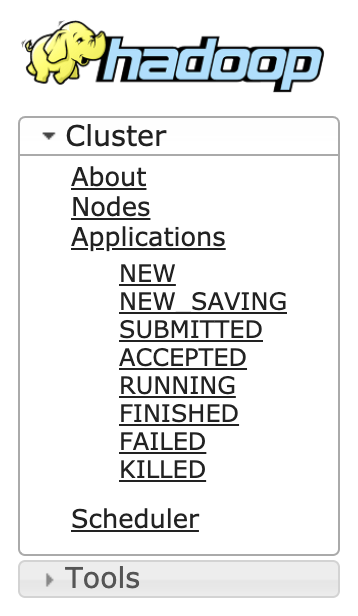 hadoop
Cluster
About
Nodes
Applications
NEW
NEW_SAVING
SUBMITTED
ACCEPTED
RUNNING
FINISHED
FAILED
KILLED
Scheduler
Tools